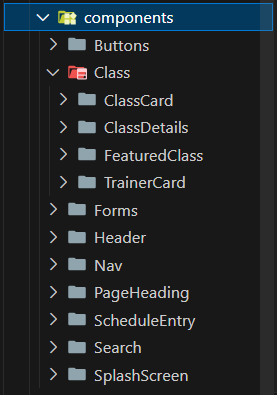 components
Buttons
Class
ClassCard
ClassDetails
FeaturedClass
TrainerCard
Forms
Header
Nav
PageHeading
ScheduleEntry
Search
SplashScreen